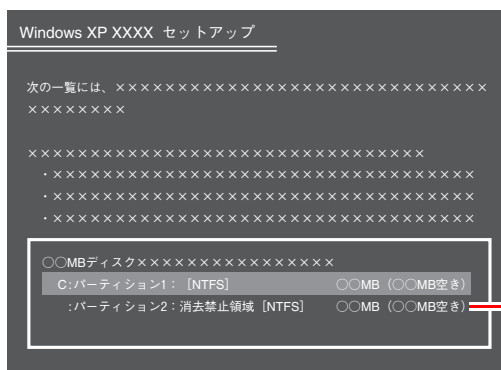 Windows XP XXXX セットアップ
次の一覧には、××××××××××××××××××××××××××××××
××××××××
××××××××××××××××××××××××××××××××
・××××××××××××××××××××××××××××××××××
・××××××××××××××××××××××××××××××××××
・××××××××××××××××××××××××××××××××××
○○MBディスク××××××××××××××××
C:パーティション1： [NTFS] ○○MB（○○MB空き）
:パーティション2：消去禁止領域 [NTFS] ○○MB（○○MB空き）